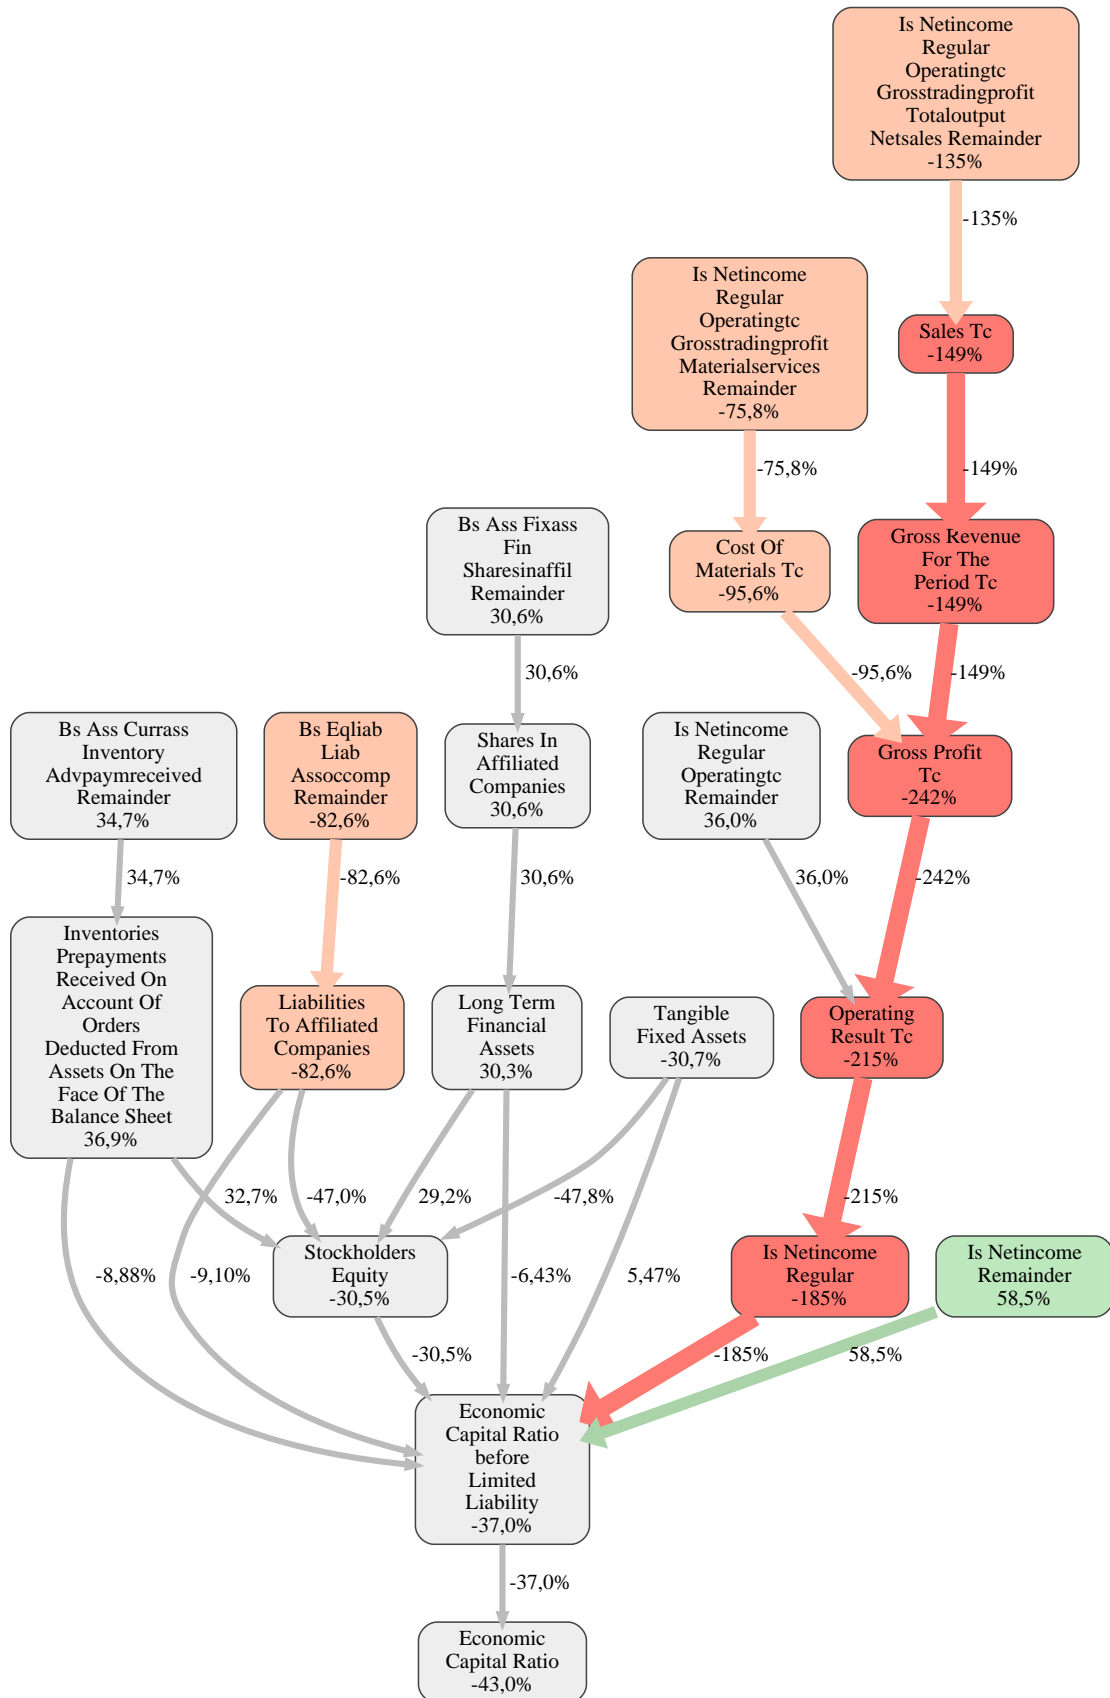 Is Netincome
Regular
Operatingtc
Grosstradingprofit
Totaloutput
Netsales Remainder
-135%
-135%
Is Netincome
Regular
Operatingtc
Grosstradingprofit
Materialservices
Remainder
-75,8%
Sales Tc
-149%
-75,8%
-149%
Bs Ass Fixass
Fin
Sharesinaffil
Remainder
30,6%
Cost Of
Materials Tc
-95,6%
Gross Revenue
For The
Period Tc
-149%
30,6%
-95,6%
-149%
Bs Ass Currass
Inventory
Advpaymreceived
Remainder
34,7%
Bs Eqliab
Liab
Assoccomp
Remainder
-82,6%
Shares In
Affiliated
Companies
30,6%
Is Netincome
Regular
Operatingtc
Remainder
36,0%
Gross Profit
Tc
-242%
34,7%
-82,6%
30,6%
36,0%
-242%
Inventories
Prepayments
Received On
Account Of
Orders
Deducted From
Assets On The
Face Of The
Balance Sheet
36,9%
Liabilities
To Affiliated
Companies
-82,6%
Long Term
Financial
Assets
30,3%
Tangible
Fixed Assets
-30,7%
Operating
Result Tc
-215%
32,7%
-47,0%
29,2%
-47,8%
-215%
Stockholders
Equity
-30,5%
Is Netincome
Regular
-185%
Is Netincome
Remainder
58,5%
-8,88%
-9,10%
-6,43%
5,47%
-30,5%
-185%
58,5%
Economic
Capital Ratio
before
Limited
Liability
-37,0%
-37,0%
Economic
Capital Ratio
-43,0%